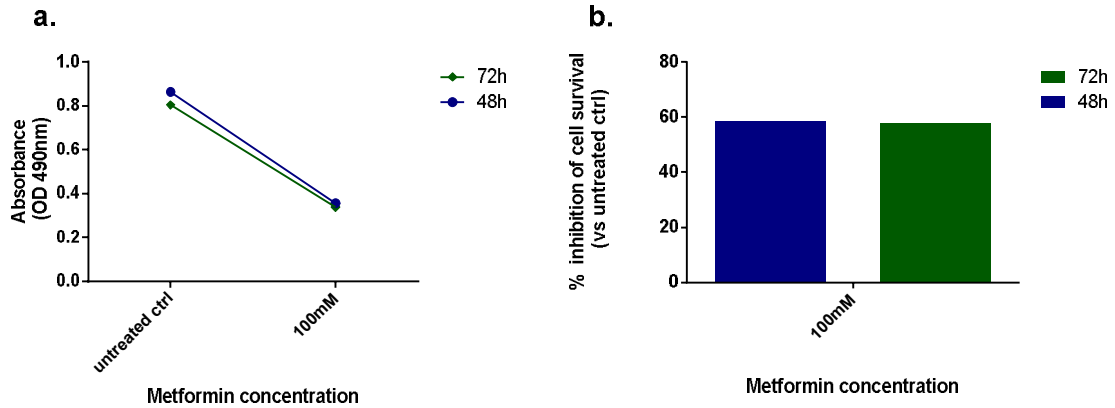 a.
Absorbance
(OD 490nm)
1.0
0.8
0.6
0.4
0.2
0.0
untreated ctrl
100mM
Metformin concentration
72h
48h
b.
% inhibition of cell survival
(vs untreated ctrl)
80
60
40
20
0
100mM
Metformin concentration
72h
48h